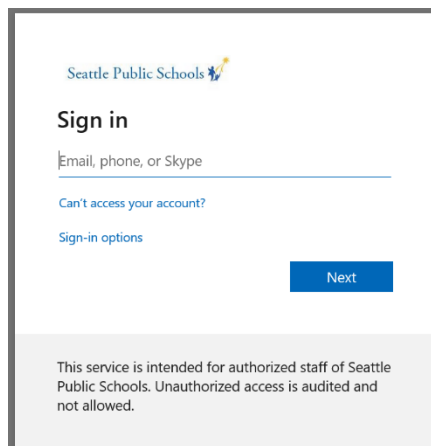 Seattle Public Schools
Sign in
Email, phone, or Skype
Can't access your account?
Sign-in options
Next
This service is intended for authorized staff of Seattle
Public Schools. Unauthorized access is audited and
not allowed.